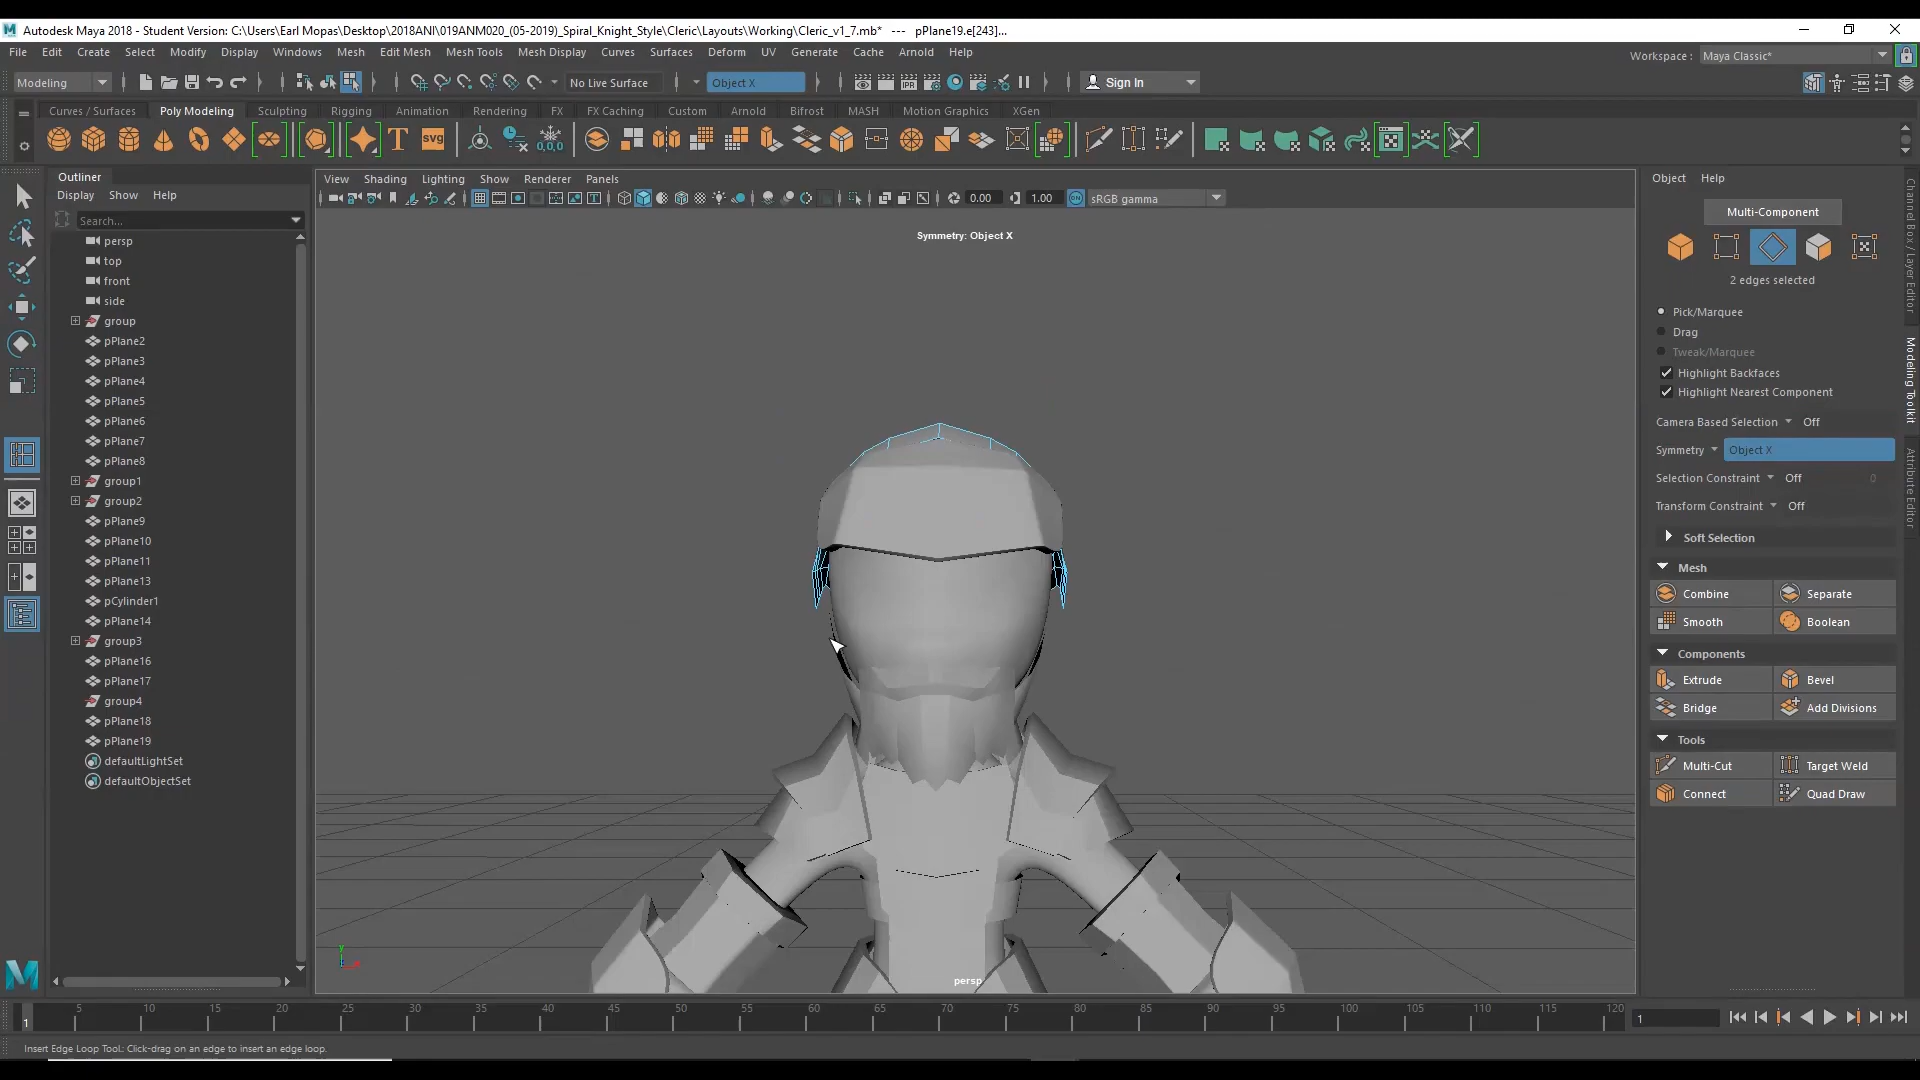 Autodesk Maya 2018 - Student Version: C:\Users\Earl Mopas\Desktop\2018ANI\019ANM020_(05-2019)_Spiral_Knight_Style\Cleric\Layouts\Working\Cleric_v1_7.mb* --- pPlane19.e[243]...
File Edit Create Select Modify Display Windows Mesh Edit Mesh Mesh Tools Mesh Display Curves Surfaces Deform UV Generate Cache Arnold Help
Workspace : Maya Classic*
Modeling No Live Surface Object X Sign In
Curves / Surfaces Poly Modeling Sculpting Rigging Animation Rendering FX FX Caching Custom Arnold Bifrost MASH Motion Graphics XGen
T SVG 0,0,0
Outliner
Display Show Help
Search...
persp
top
front
side
group
pPlane2
pPlane3
pPlane4
pPlane5
pPlane6
pPlane7
pPlane8
group1
group2
pPlane9
pPlane10
pPlane11
pPlane13
pCylinder1
pPlane14
group3
pPlane16
pPlane17
group4
pPlane18
pPlane19
defaultLightSet
defaultObjectSet
View Shading Lighting Show Renderer Panels
0.00 1.00 sRGB gamma
Symmetry: Object X
persp
y
x
Object Help
Multi-Component
2 edges selected
Pick/Marquee
Drag
Tweak/Marquee
Highlight Backfaces
Highlight Nearest Component
Camera Based Selection Off
Symmetry Object X
Selection Constraint Off 0
Transform Constraint Off
Soft Selection
Mesh
Combine Separate
Smooth Boolean
Components
Extrude Bevel
Bridge Add Divisions
Tools
Multi-Cut Target Weld
Connect Quad Draw
Channel Box / Layer Editor
Modeling Toolkit
Attribute Editor
1 5 10 15 20 25 30 35 40 45 50 55 60 65 70 75 80 85 90 95 100 105 110 115 120 1
Insert Edge Loop Tool: Click-drag on an edge to insert an edge loop.